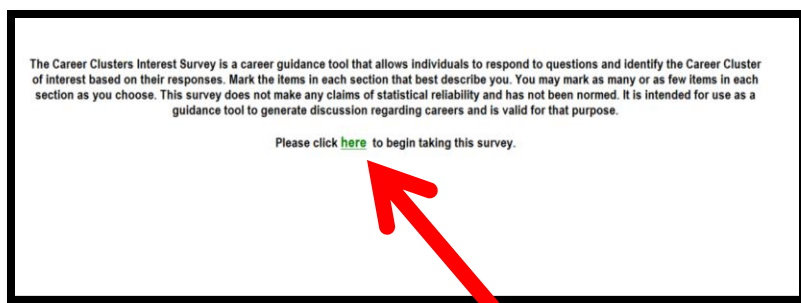 The Career Clusters Interest Survey is a career guidance tool that allows individuals to respond to questions and identify the Career Cluster
of interest based on their responses. Mark the items in each section that best describe you. You may mark as many or as few items in each
section as you choose. This survey does not make any claims of statistical reliability and has not been normed. It is intended for use as a
guidance tool to generate discussion regarding careers and is valid for that purpose.
Please click here to begin taking this survey.